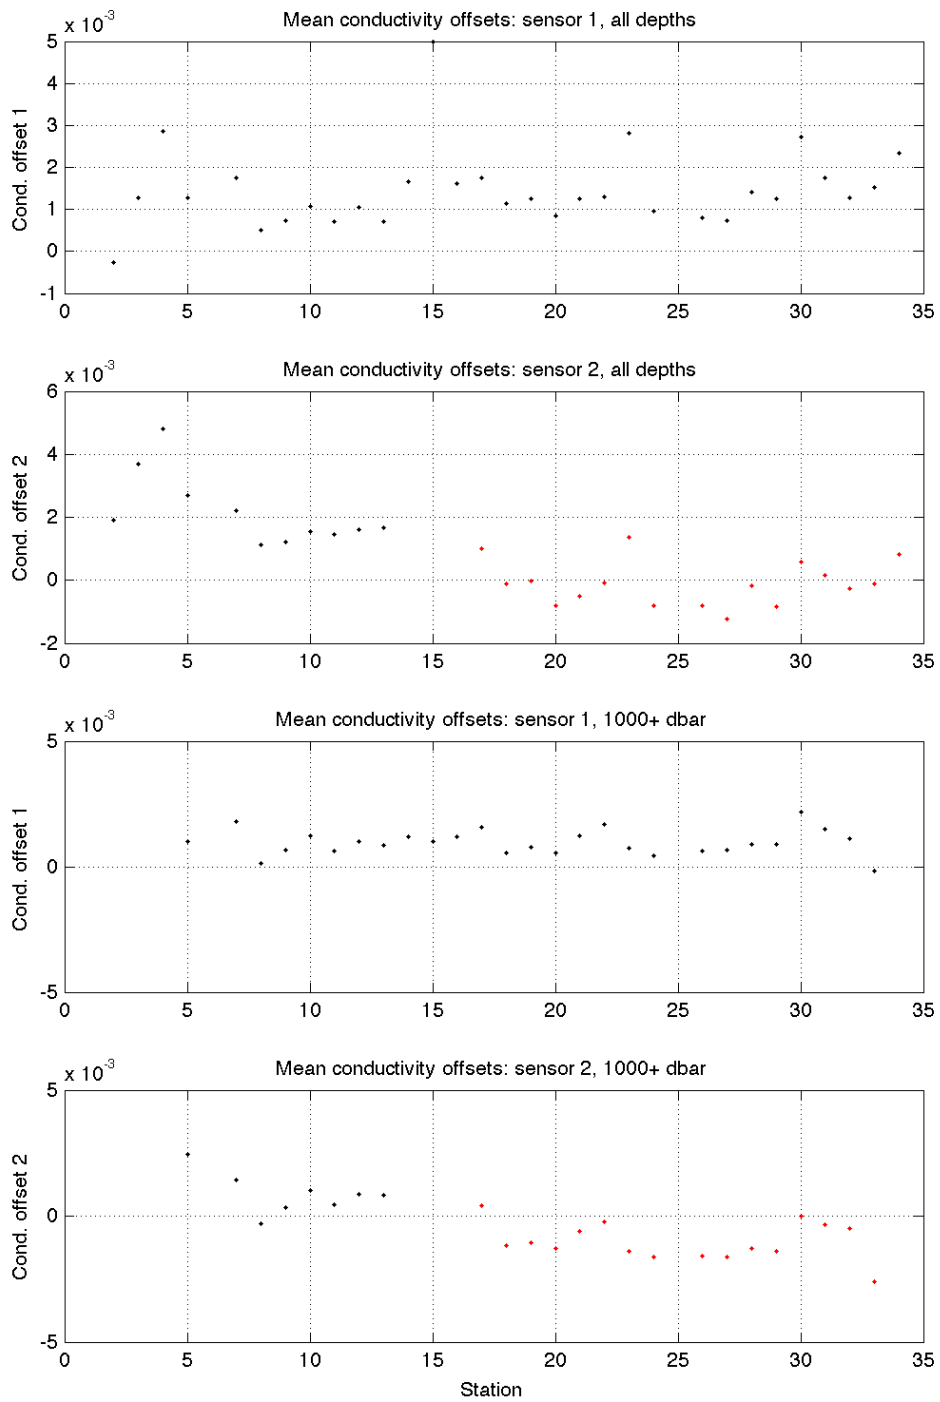 Mean conductivity offsets: sensor 1, all depths
x 10-3
5
4
3
2
1
0
-1
Cond. offset 1
0 5 10 15 20 25 30 35
Mean conductivity offsets: sensor 2, all depths
x 10-3
6
4
2
0
-2
Cond. offset 2
0 5 10 15 20 25 30 35
Mean conductivity offsets: sensor 1, 1000+ dbar
x 10-3
5
0
-5
Cond. offset 1
0 5 10 15 20 25 30 35
Mean conductivity offsets: sensor 2, 1000+ dbar
x 10-3
5
0
-5
Cond. offset 2
0 5 10 15 20 25 30 35
Station